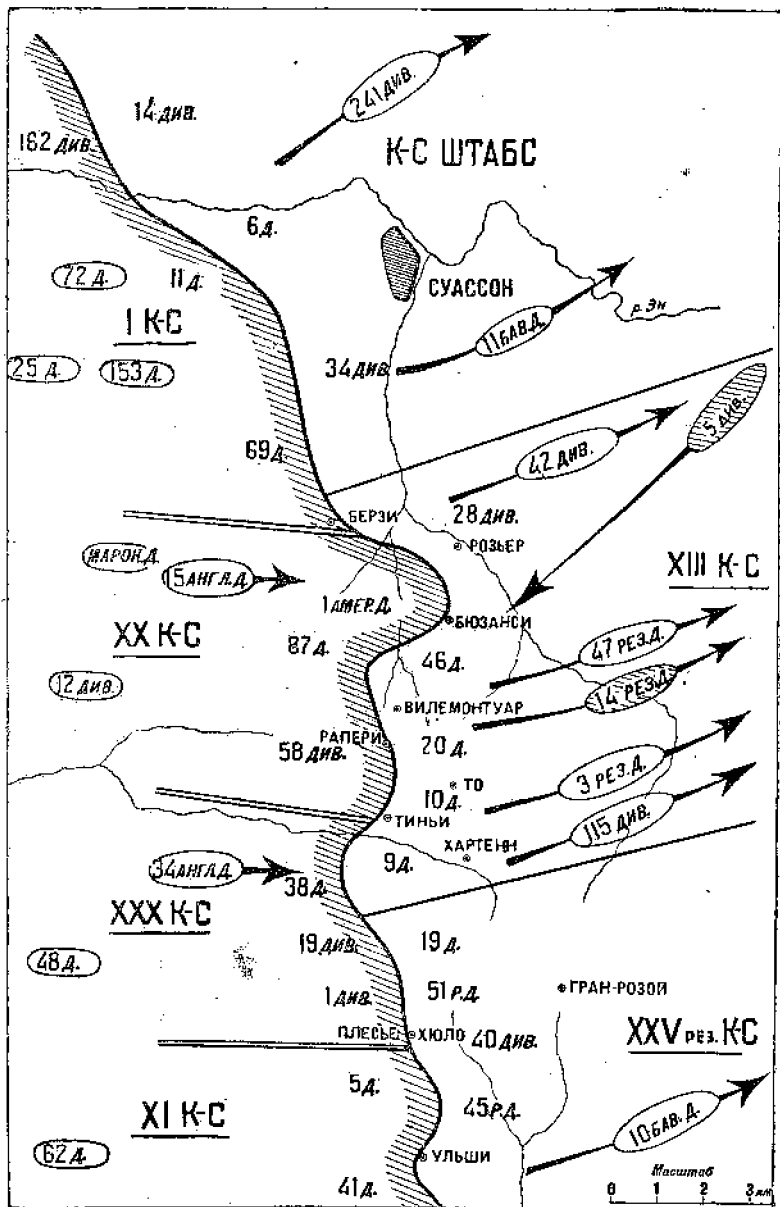 241 ДИВ.
14 ДИВ.
162 ДИВ.
К-С ШТАБС
6 Д.
72 Д.
11 Д.
СУАССОН
I К-С
р. Эн
11 БАВ.Д.
25 Д.
153 Д.
34 ДИВ.
5 ДИВ.
69 Д.
42 ДИВ.
28 ДИВ.
БЕРЗИ
РОЗЬЕР
МАРОК.Д.
15 АНГЛ.Д.
XIII К-С
1 АМЕР.Д.
БЮЗАНСИ
XX К-С
87 Д.
46 Д.
47 РЕЗ.Д.
12 ДИВ.
14 РЕЗ.Д.
ВИЛЕМОНТУАР
РАПЕРИ
58 ДИВ.
20 Д.
3 РЕЗ.Д.
ТО
10 Д.
ТИНЬИ
115 ДИВ.
ХАРТЕНН
34 АНГЛ.Д.
9 Д.
38 Д.
XXX К-С
19 ДИВ.
19 Д.
48 Д.
1 ДИВ.
51 Р.Д.
ГРАН-РОЗОЙ
ПЛЕСЬЕ ХЮЛО
40 ДИВ.
XXV РЕЗ. К-С
5 Д.
45 Р.Д.
XI К-С
10 БАВ. Д.
62 Д.
УЛЬШИ
41 Д.
Масштаб
0 1 2 3 км